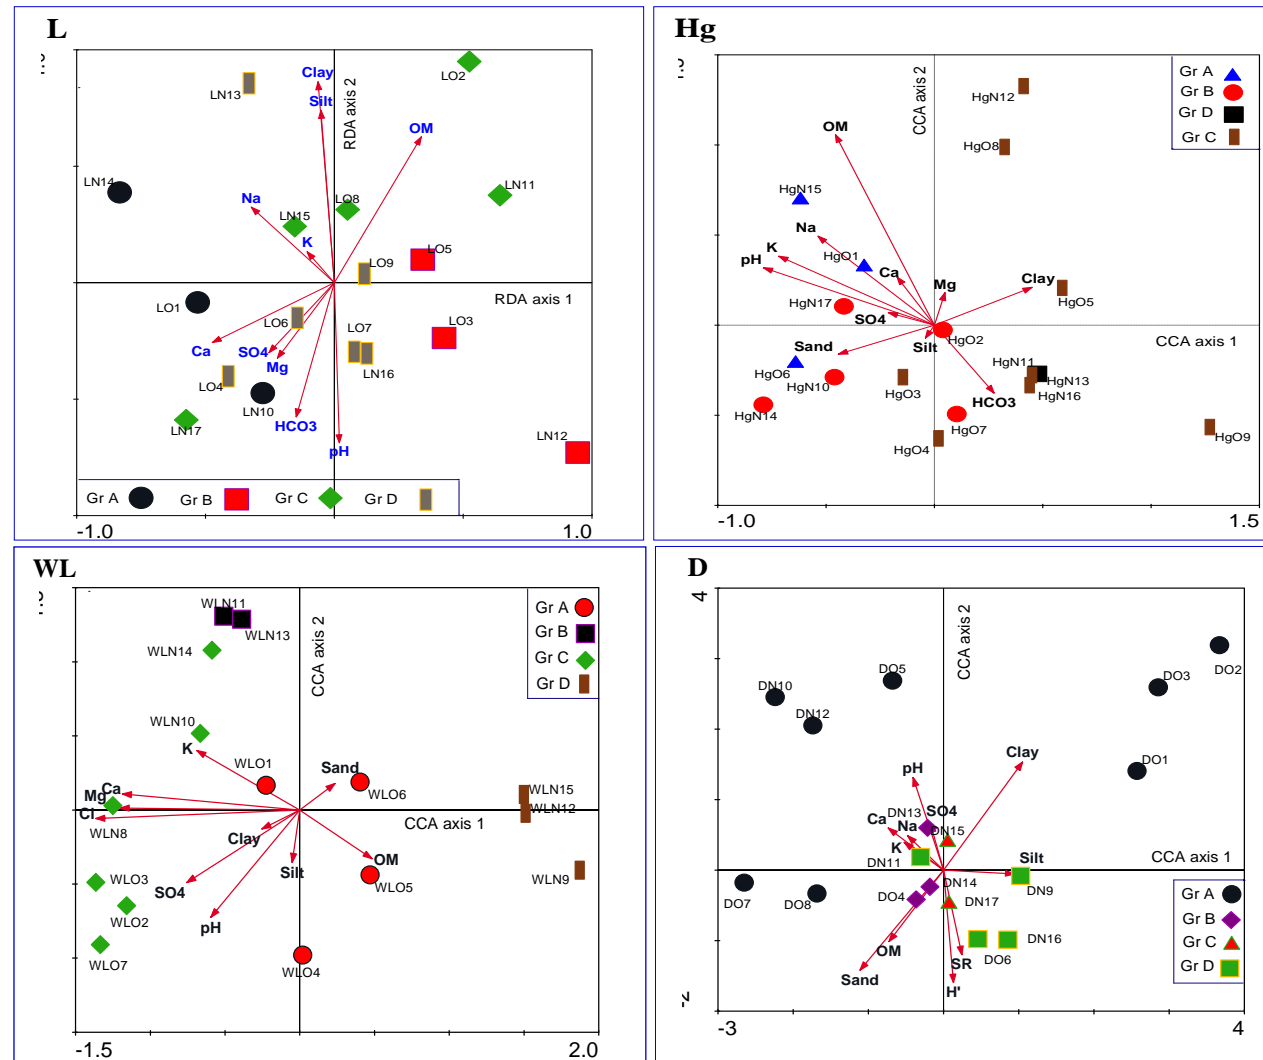 L
Clay
LO2
LN13
Silt
RDA axis 2
OM
LN14
LN11
Na
LO8
LN15
K
LO5
LO9
RDA axis 1
LO1
LO6
LO7
LO3
Ca
SO4
Mg
LN16
LO4
LN10
HCO3
LN17
LN12
pH
Gr A
Gr B
Gr C
Gr D
-1.0
1.0
Hg
CCA axis 2
Gr A
Gr B
Gr D
Gr C
HgN12
OM
HgO8
HgN15
Na
K
HgO1
pH
Ca
Mg
Clay
HgN17
HgO5
SO4
HgO2
CCA axis 1
Sand
Silt
HgO6
HgN11
HgN10
HgO3
HgN13
HgN16
HCO3
HgN14
HgO7
HgO4
HgO9
-1.0
1.5
WL
WLN11
WLN13
Gr A
Gr B
Gr C
Gr D
WLN14
CCA axis 2
WLN10
K
WLO1
Sand
WLO6
WLN15
Ca
Mg
WLN12
Cl
CCA axis 1
WLN8
Clay
OM
Silt
WLO5
WLN9
WLO3
SO4
WLO2
pH
WLO7
WLO4
-1.5
2.0
D
4
CCA axis 2
DO5
DO3
DO2
DN10
DN12
Clay
DO1
pH
DN13
SO4
Ca
Na
DN15
K
DN11
Silt
CCA axis 1
DN14
DN9
DO7
DO8
DO4
DN17
Gr A
Gr B
Gr C
Gr D
OM
DO6
DN16
SR
Sand
H'
-2
-3
4